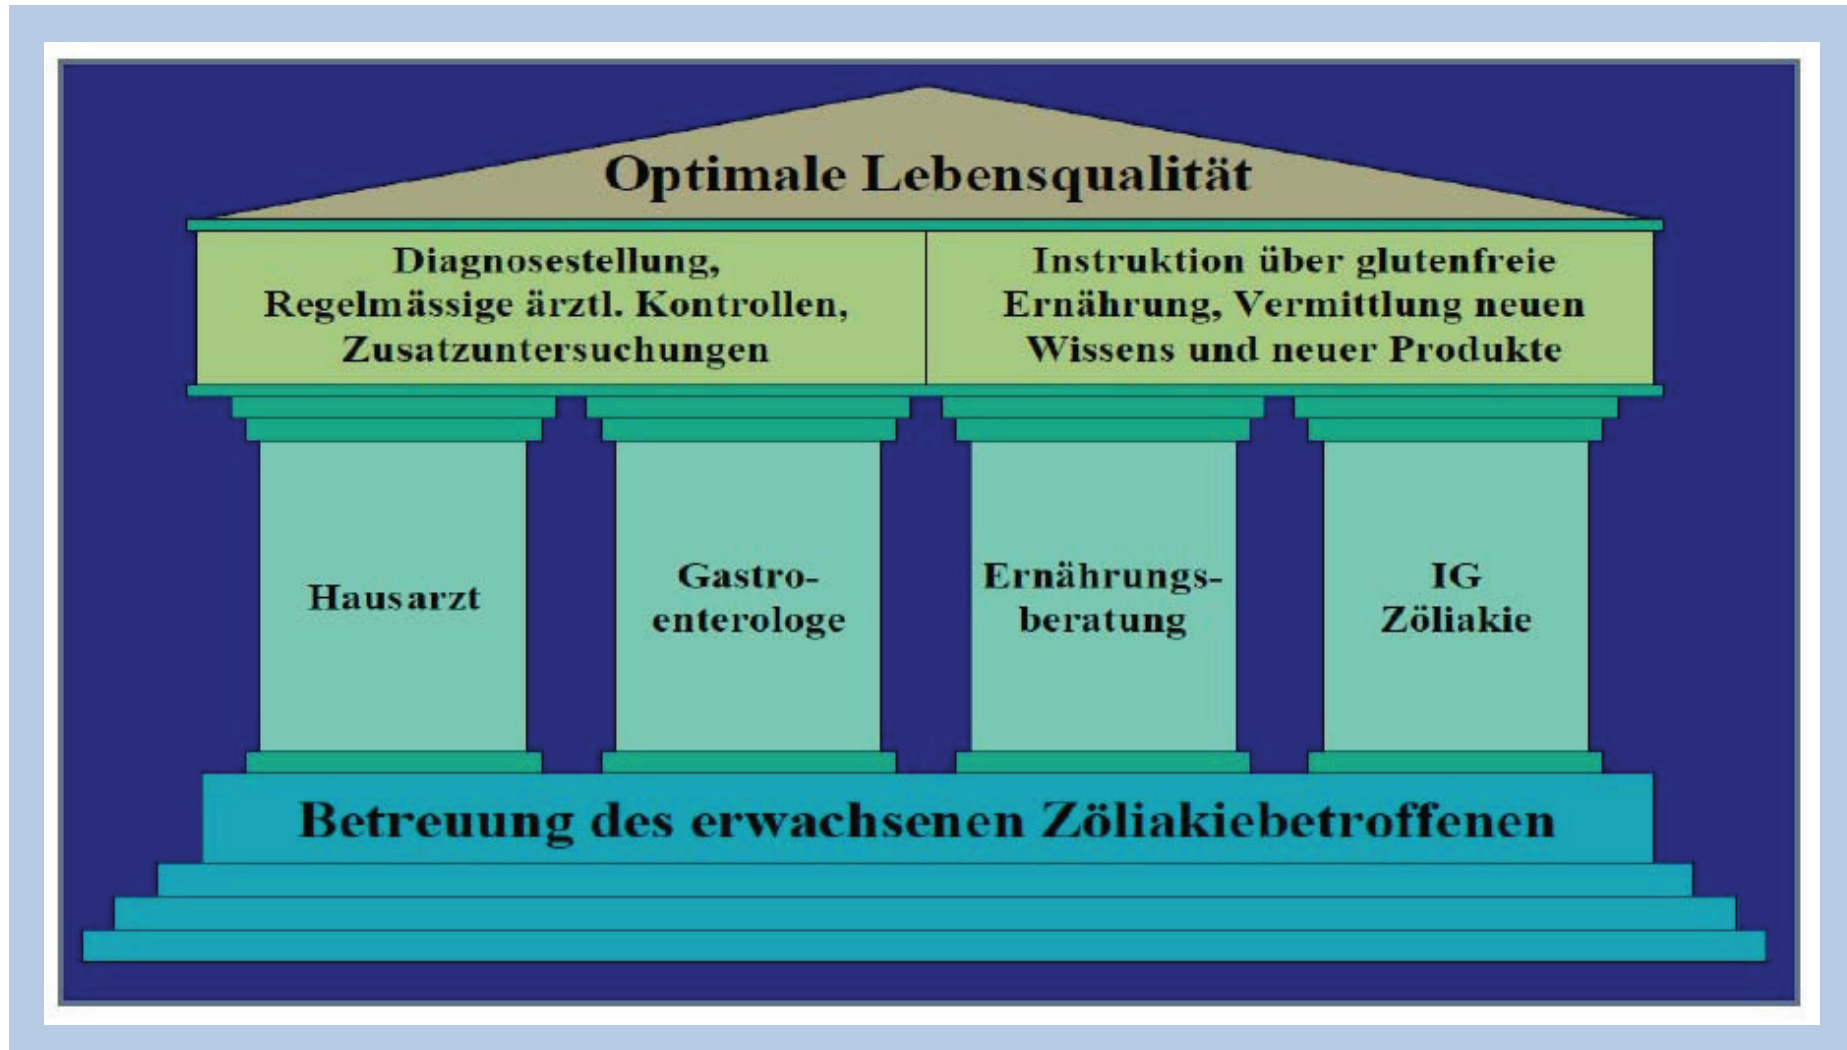 Optimale Lebensqualität
Diagnosestellung,
Regelmässige ärztl. Kontrollen,
Zusatzuntersuchungen
Instruktion über glutenfreie
Ernährung, Vermittlung neuen
Wissens und neuer Produkte
Hausarzt
Gastro-
enterologe
Ernährungs-
beratung
IG
Zöliakie
Betreuung des erwachsenen Zöliakiebetroffenen